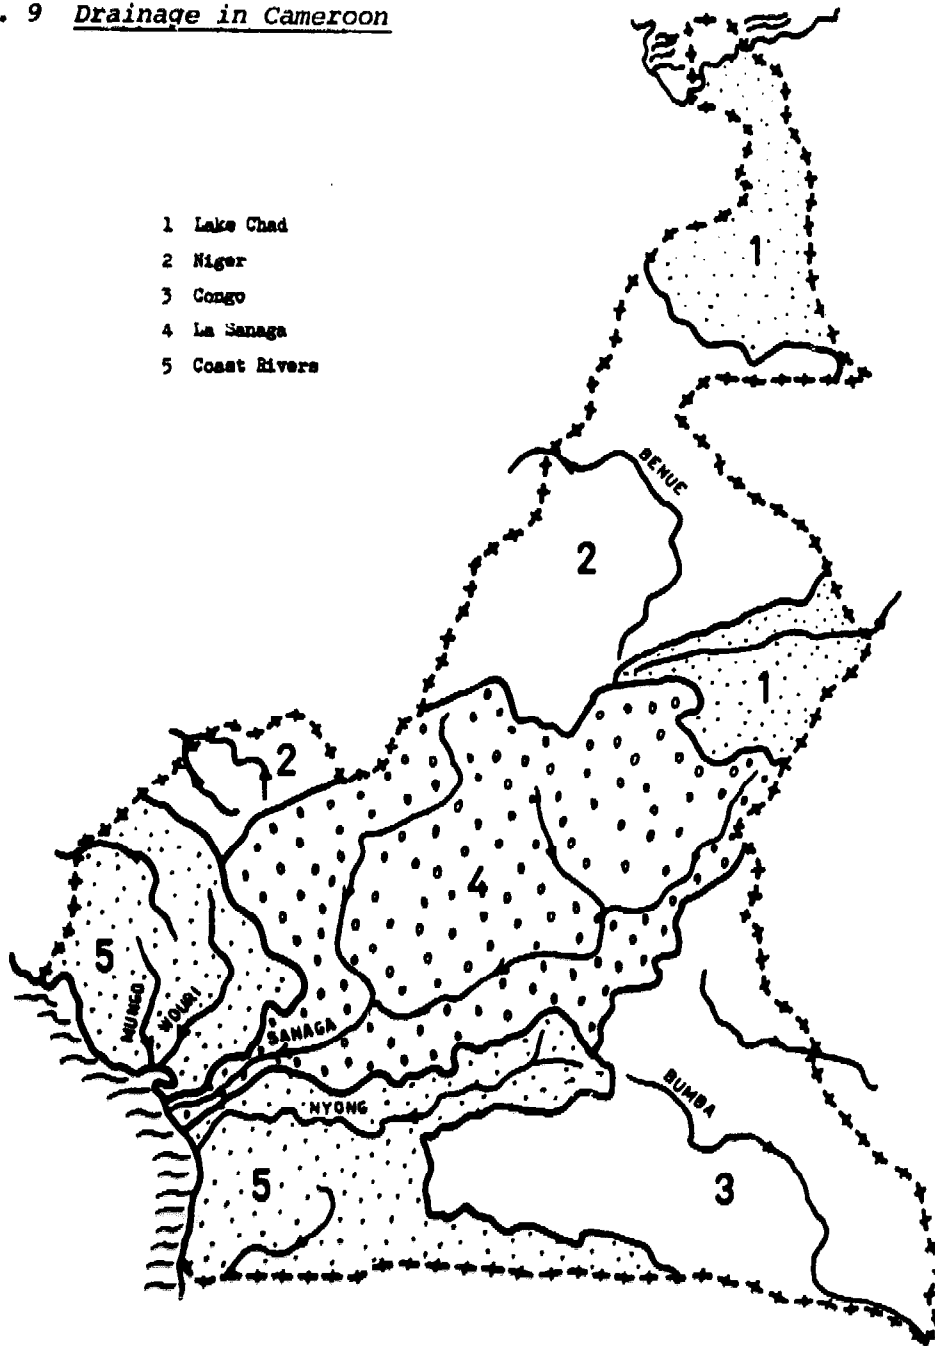 . 9 Drainage in Cameroon
1 Lake Chad
2 Niger
3 Congo
4 La Sanaga
5 Coast Rivers
1
BENUE
2
1
2
4
5
MUNGO
WOURI
SANAGA
NYONG
BUMBA
5
3